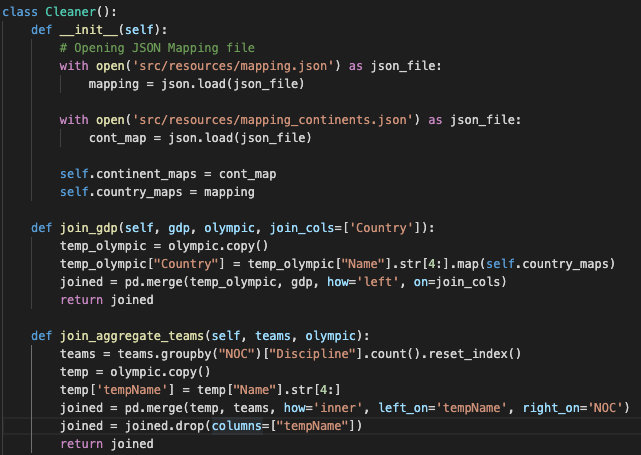 class Cleaner():
    def __init__(self):
        # Opening JSON Mapping file
        with open('src/resources/mapping.json') as json_file:
            mapping = json.load(json_file)

        with open('src/resources/mapping_continents.json') as json_file:
            cont_map = json.load(json_file)

        self.continent_maps = cont_map
        self.country_maps = mapping

    def join_gdp(self, gdp, olympic, join_cols=['Country']):
        temp_olympic = olympic.copy()
        temp_olympic["Country"] = temp_olympic["Name"].str[4:].map(self.country_maps)
        joined = pd.merge(temp_olympic, gdp, how='left', on=join_cols)
        return joined

    def join_aggregate_teams(self, teams, olympic):
        teams = teams.groupby("NOC")["Discipline"].count().reset_index()
        temp = olympic.copy()
        temp['tempName'] = temp["Name"].str[4:]
        joined = pd.merge(temp, teams, how='inner', left_on='tempName', right_on='NOC')
        joined = joined.drop(columns=["tempName"])
        return joined